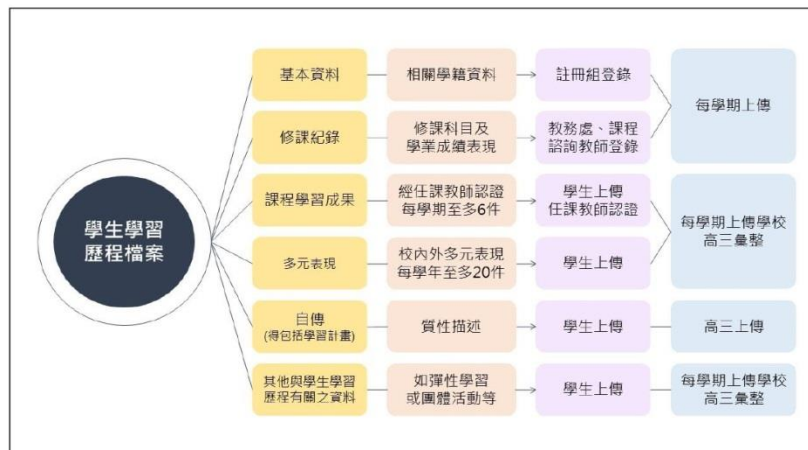 學生學習
歷程檔案
基本資料
相關學籍資料
註冊組登錄
每學期上傳
修課紀錄
修課科目及
學業成績表現
教務處、課程
諮詢教師登錄
課程學習成果
經任課教師認證
每學期至多6件
學生上傳
任課教師認證
每學期上傳學校
高三彙整
多元表現
校內外多元表現
每學年至多20件
學生上傳
自傳
(得包括學習計畫)
質性描述
學生上傳
高三上傳
其他與學生學習
歷程有關之資料
如彈性學習
或團體活動等
學生上傳
每學期上傳學校
高三彙整